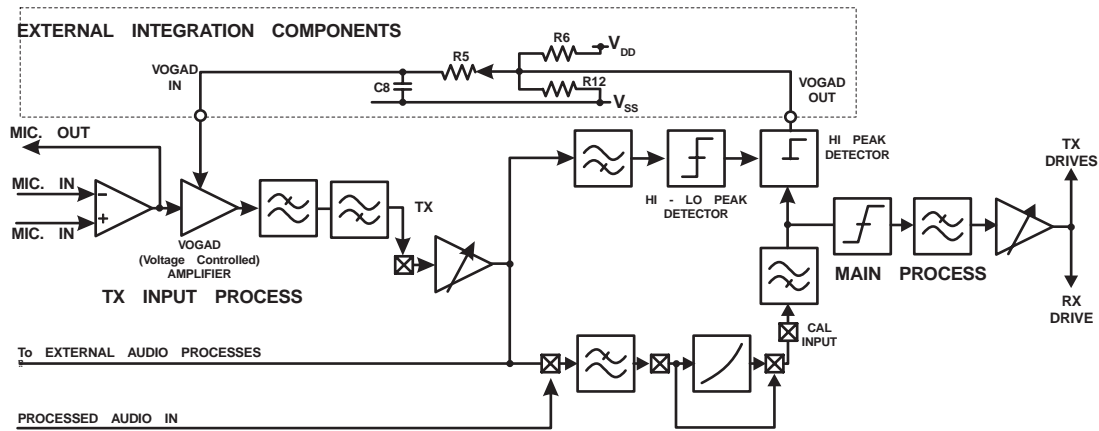 EXTERNAL INTEGRATION COMPONENTS
R6
VDD
R5
VOGAD
IN
C8
R12
VSS
VOGAD
OUT
MIC. OUT
HI PEAK
DETECTOR
TX
DRIVES
MIC. IN
−
+
MIC. IN
HI - LO PEAK
DETECTOR
TX
VOGAD
(Voltage Controlled)
AMPLIFIER
TX INPUT PROCESS
MAIN PROCESS
RX
DRIVE
CAL
INPUT
To EXTERNAL AUDIO PROCESSES
PROCESSED AUDIO IN